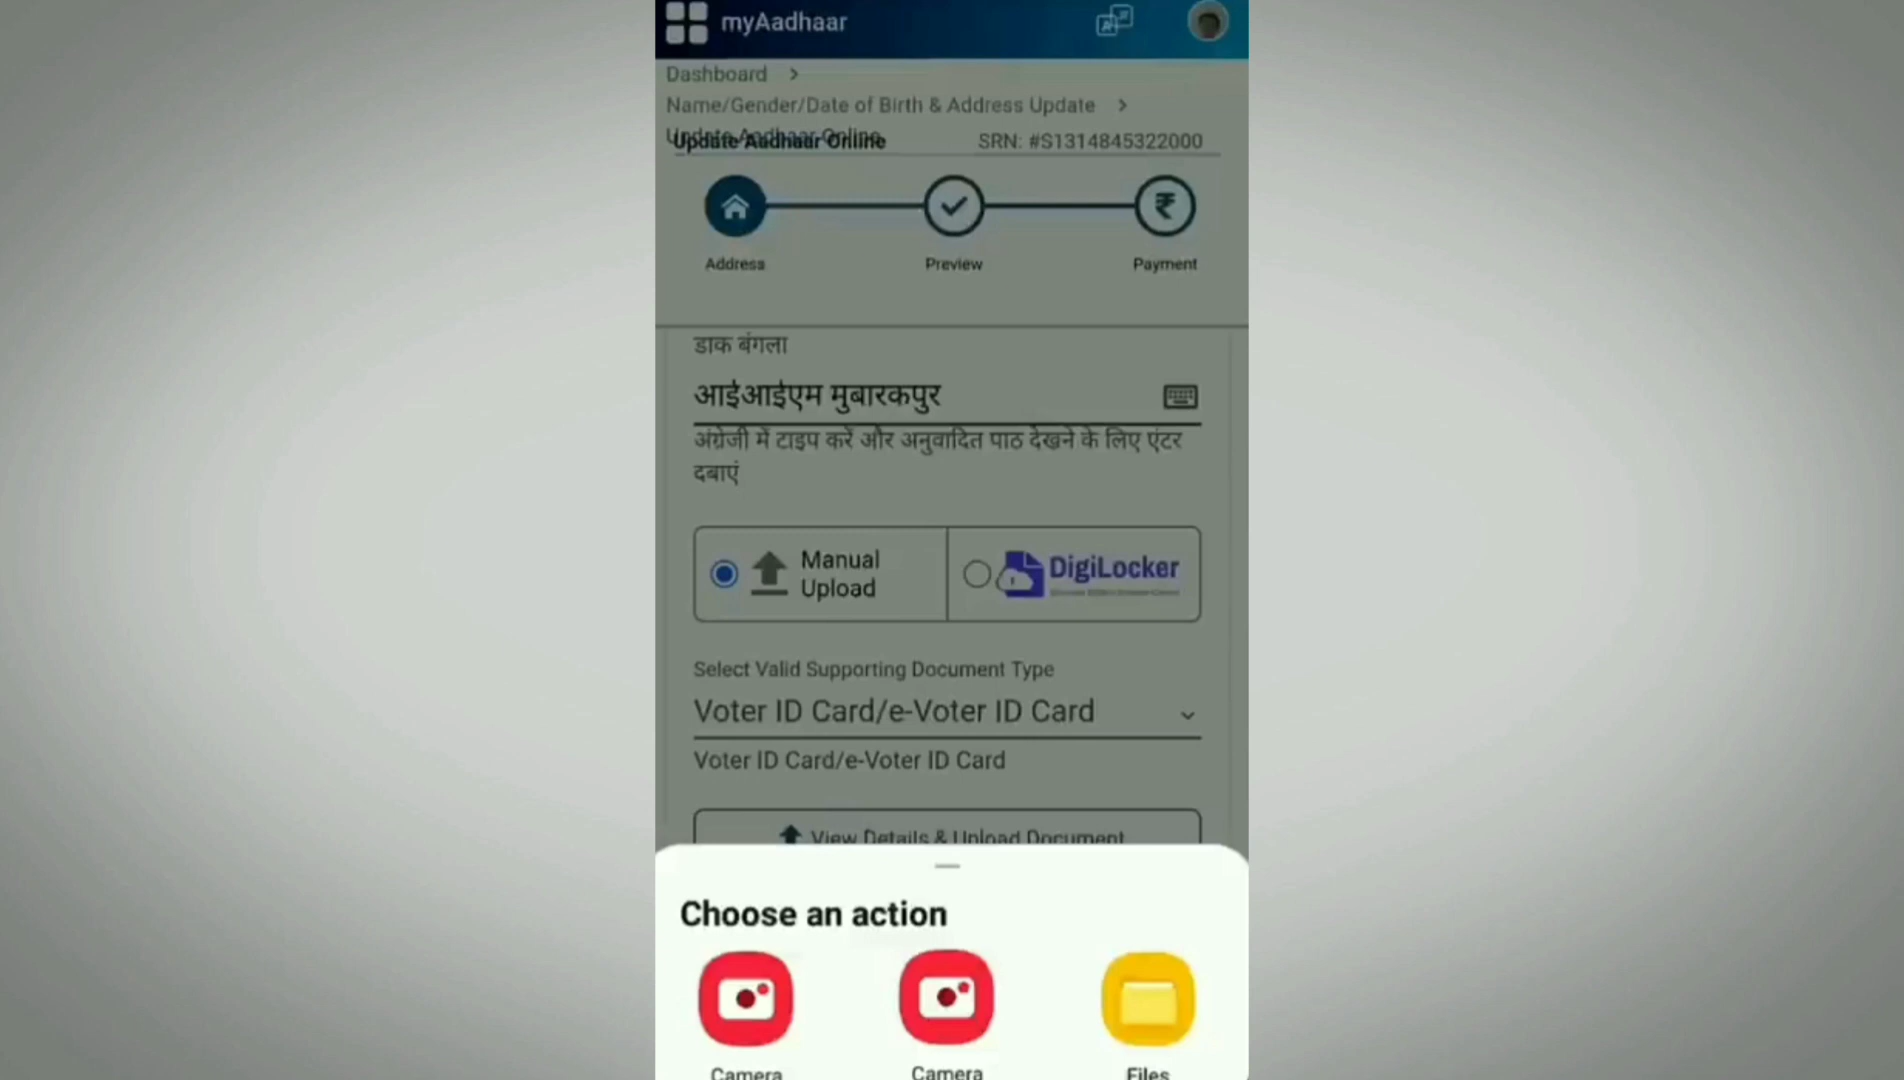 myAadhaar
Dashboard >
Name/Gender/Date of Birth & Address Update >
Update Aadhaar Online
Update Aadhaar Online SRN: #S1314845322000
Address Preview Payment
डाक बंगला
आईआईएम मुबारकपुर
अंग्रेजी में टाइप करें और अनुवादित पाठ देखने के लिए एंटर
दबाएं
Manual
Upload
DigiLocker
Select Valid Supporting Document Type
Voter ID Card/e-Voter ID Card
Voter ID Card/e-Voter ID Card
View Details & Upload Document
Choose an action
Camera Camera Files